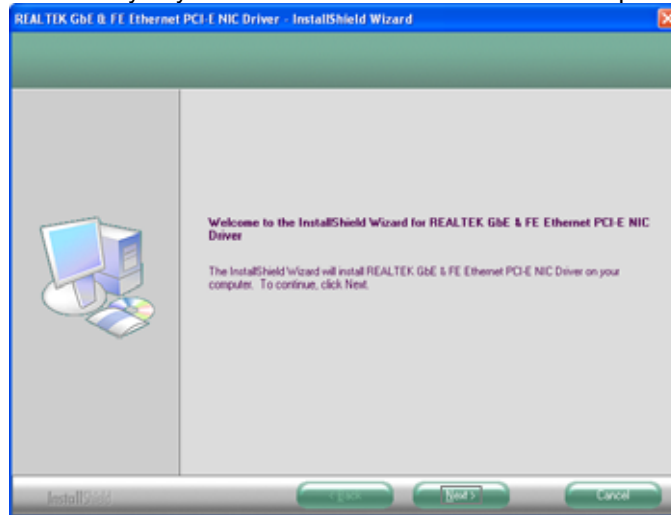 REALTEK GbE & FE Ethernet PCI-E NIC Driver - InstallShield Wizard
Welcome to the InstallShield Wizard for REALTEK GbE & FE Ethernet PCI-E NIC
Driver
The InstallShield Wizard will install REALTEK GbE & FE Ethernet PCI-E NIC Driver on your
computer. To continue, click Next.
InstallShield
< Back
Next >
Cancel